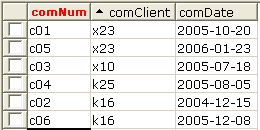 comNum comClient comDate
c01 x23 2005-10-20
c05 x23 2006-01-23
c03 x10 2005-07-18
c04 k25 2005-08-05
c02 k16 2004-12-15
c06 k16 2005-12-08